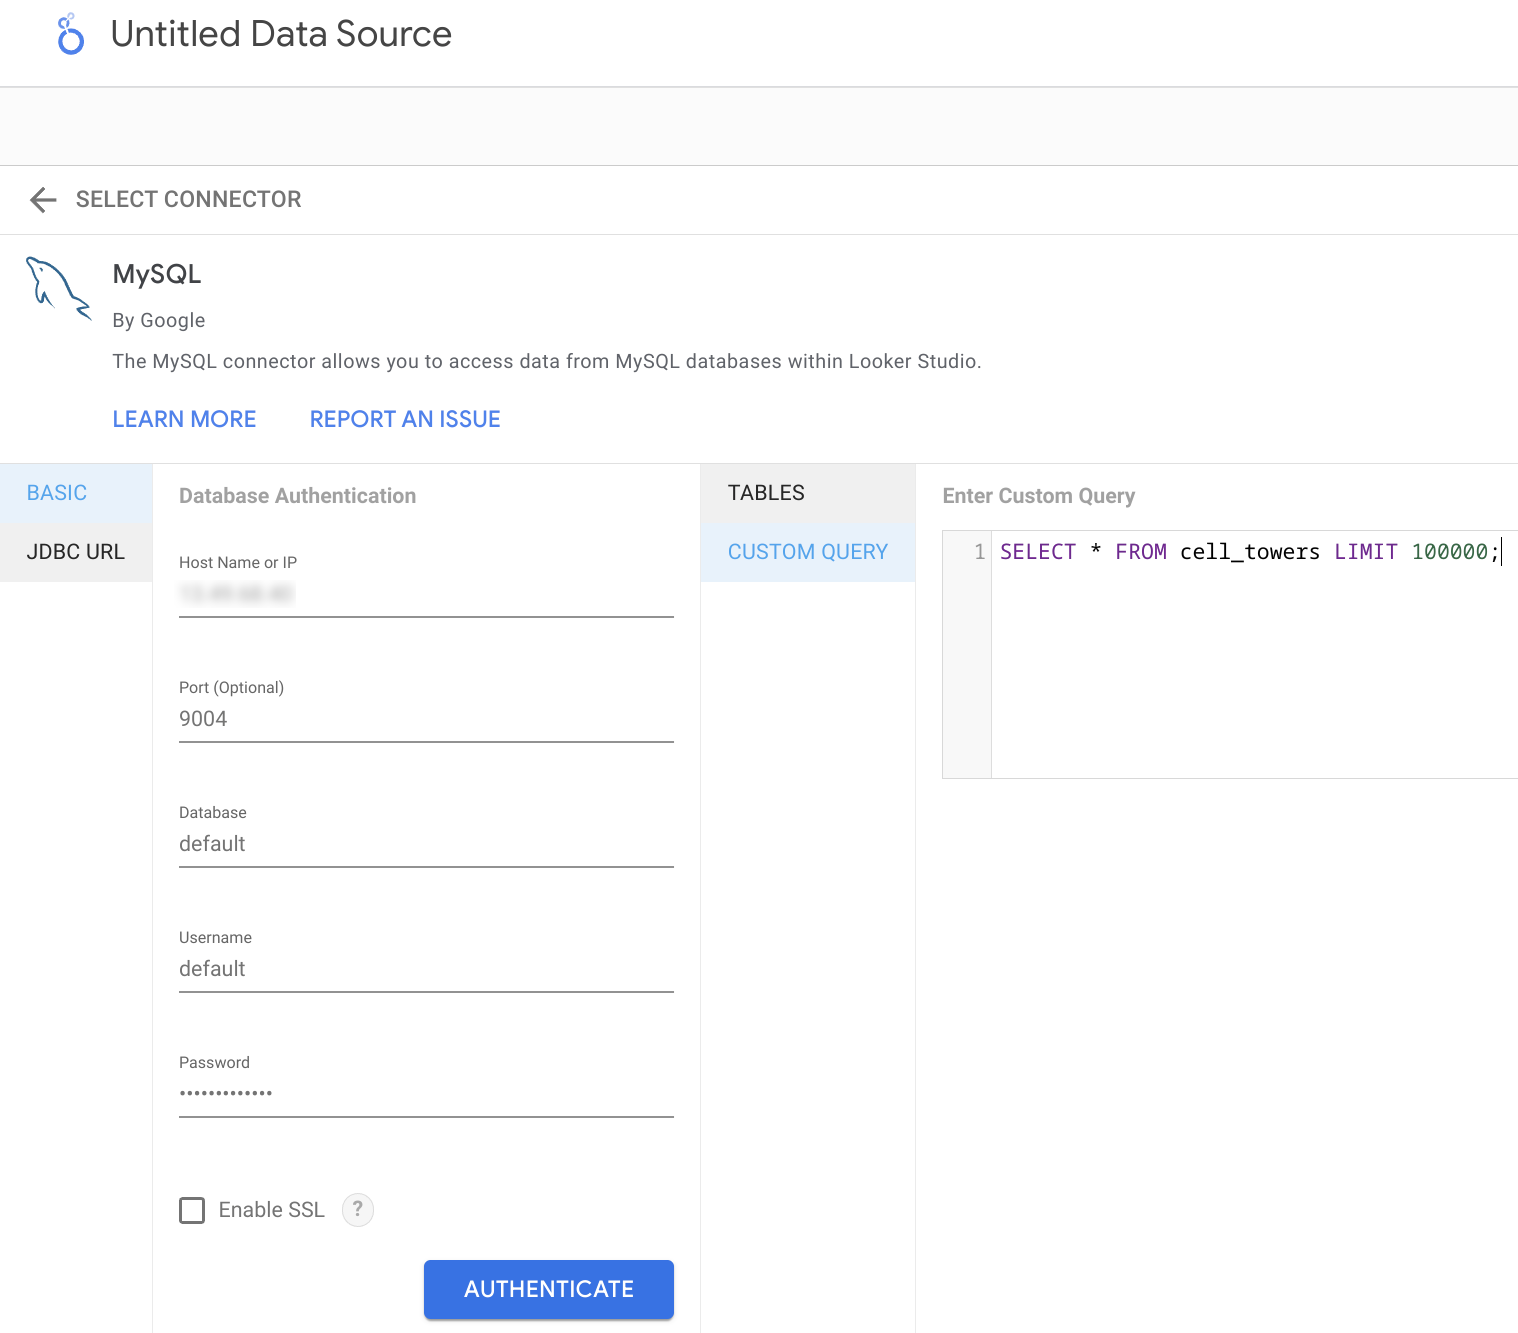 Untitled Data Source
SELECT CONNECTOR
MySQL
By Google
The MySQL connector allows you to access data from MySQL databases within Looker Studio.
LEARN MORE REPORT AN ISSUE
BASIC
JDBC URL
Database Authentication
Host Name or IP
Port (Optional)
9004
Database
default
Username
default
Password
•••••••••••••
Enable SSL ?
AUTHENTICATE
TABLES
CUSTOM QUERY
Enter Custom Query
1 SELECT * FROM cell_towers LIMIT 100000;